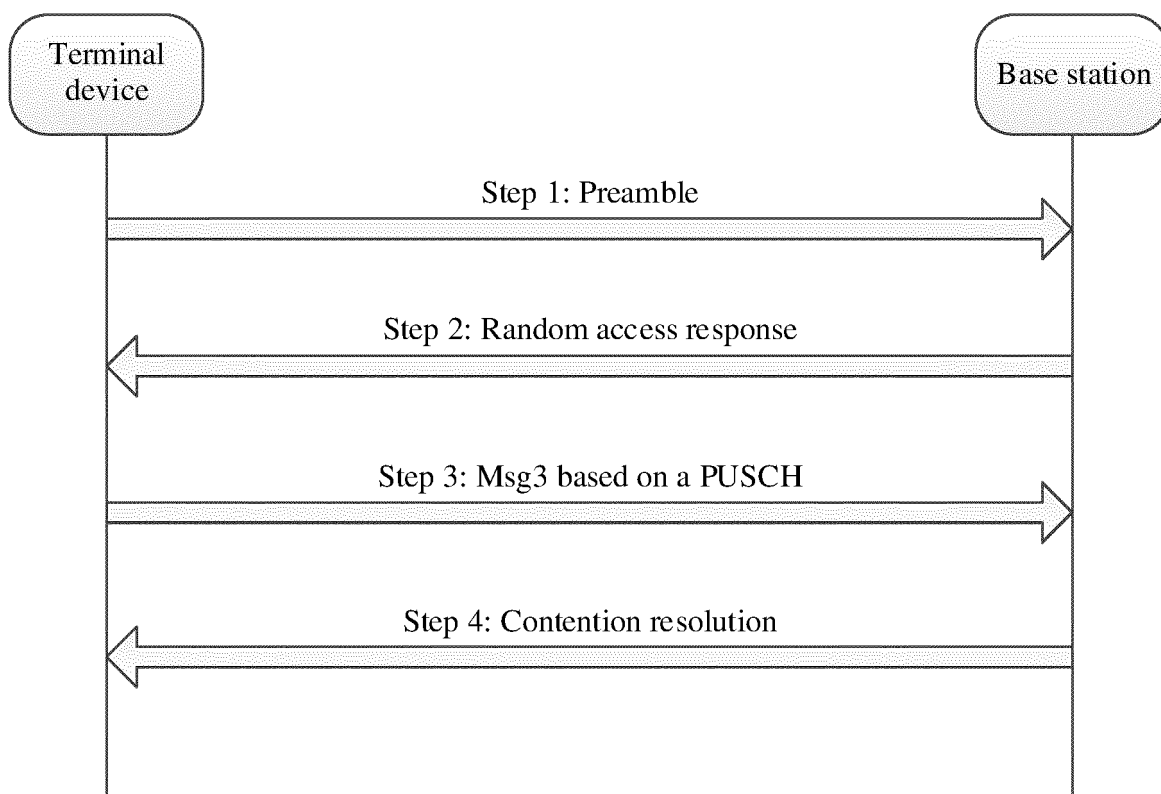 Terminal
device
Base station
Step 1: Preamble
Step 2: Random access response
Step 3: Msg3 based on a PUSCH
Step 4: Contention resolution